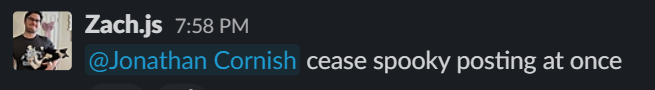 Zach.js 7:58 PM
@Jonathan Cornish cease spooky posting at once